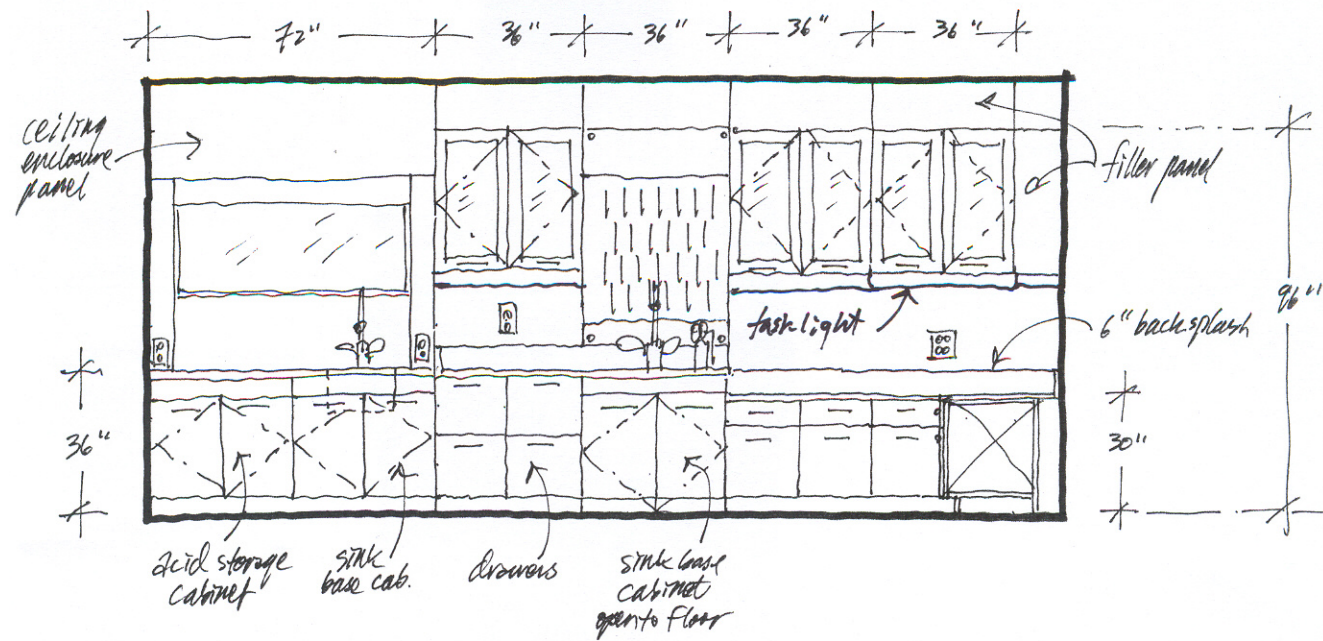 72"
36"
36"
36"
36"
ceiling
enclosure
panel
filler panel
96"
task light
6" backsplash
36"
30"
acid storage
cabinet
sink
base cab.
drawers
sink base
cabinet
open to floor